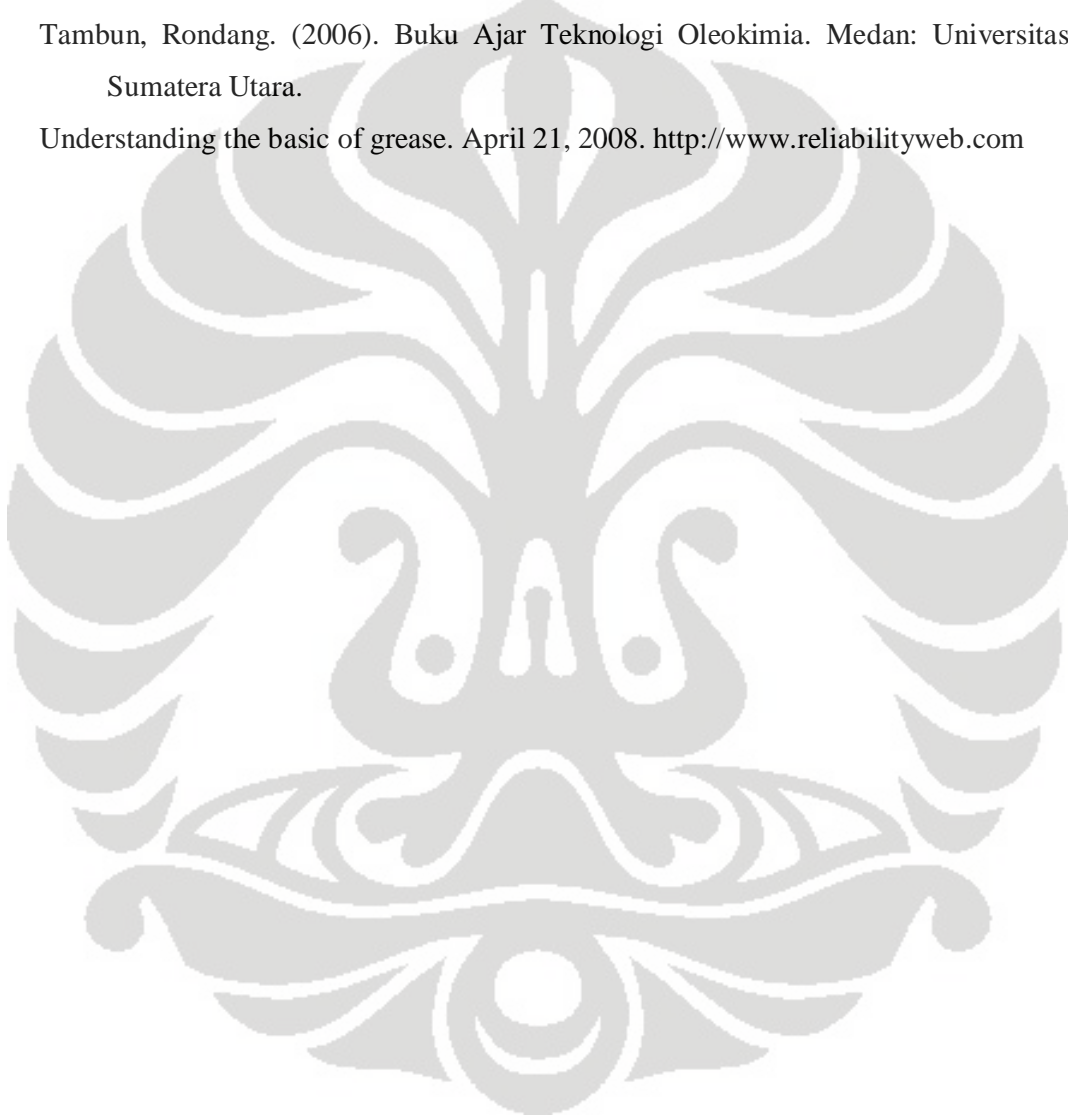 Tambun, Rondang. (2006). Buku Ajar Teknologi Oleokimia. Medan: Universitas
Sumatera Utara.
Understanding the basic of grease. April 21, 2008. http://www.reliabilityweb.com